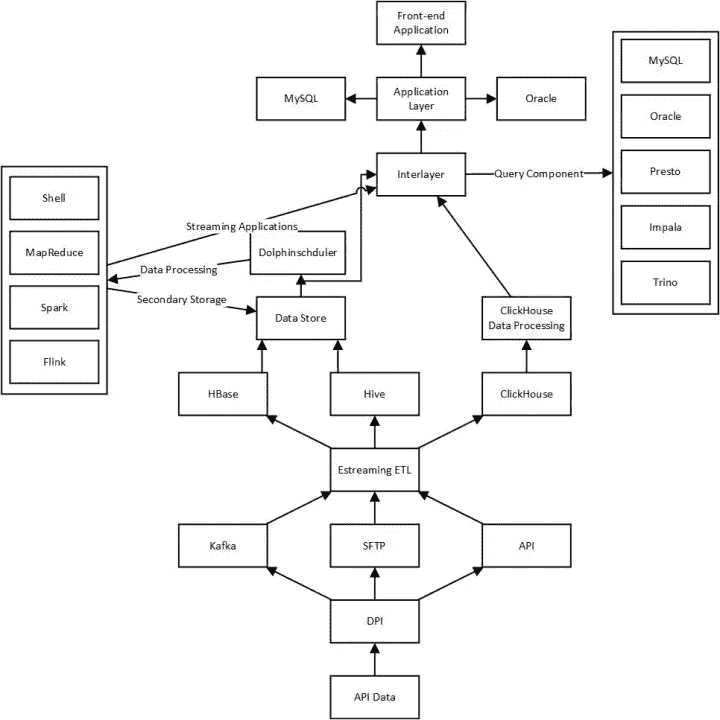 Front-end
Application
MySQL
Application
Layer
Oracle
MySQL
Oracle
Presto
Impala
Trino
Interlayer
Query Component
Shell
MapReduce
Spark
Flink
Streaming Applications
Dolphinschduler
Data Processing
Secondary Storage
Data Store
ClickHouse
Data Processing
HBase
Hive
ClickHouse
Estreaming ETL
Kafka
SFTP
API
DPI
API Data